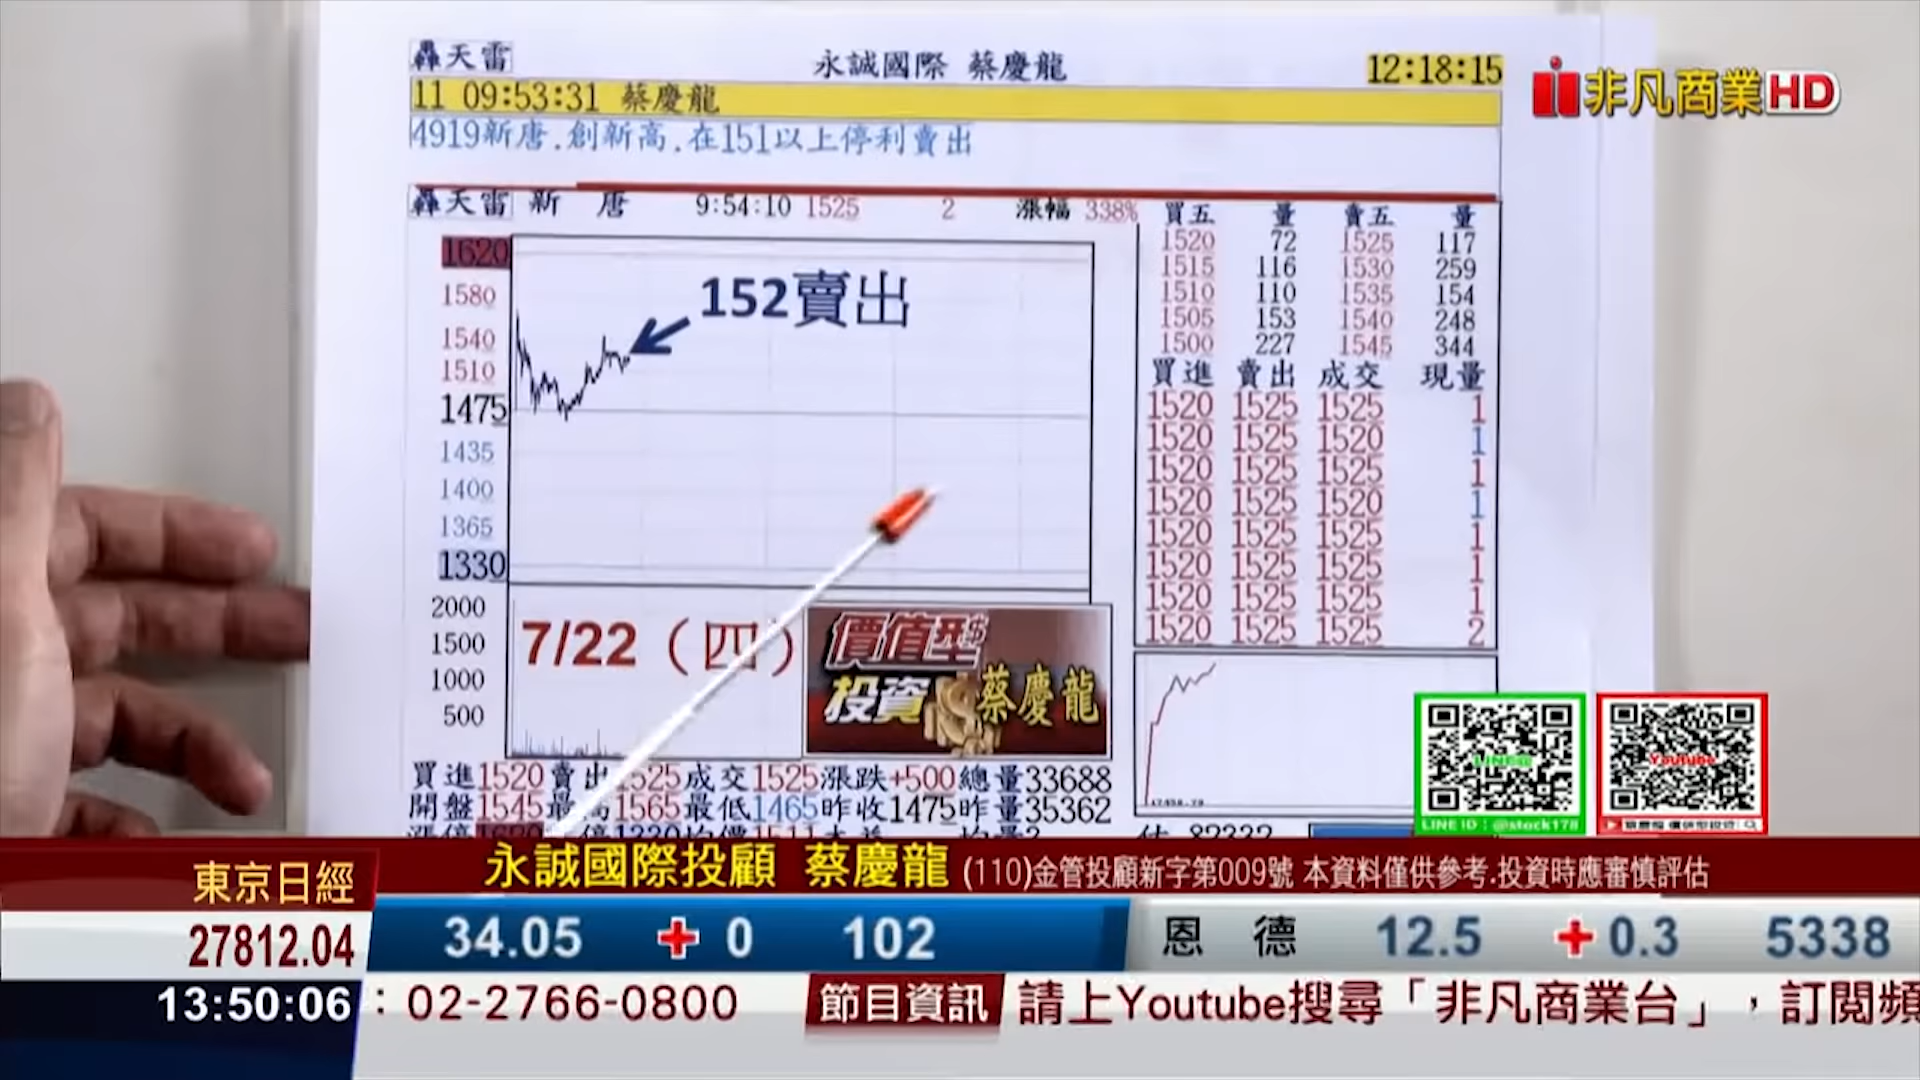 轟天雷 永誠國際 蔡慶龍 12:18:15
非凡商業HD
11 09:53:31 蔡慶龍
4919新唐.創新高.在151以上停利賣出
轟天雷 新 唐 9:54:10 1525 2 漲幅 338%
買五 量 賣五 量
1520 72 1525 117
1515 116 1530 259
1510 110 1535 154
1505 153 1540 248
1500 227 1545 344
買進 賣出 成交 現量
1520 1525 1525 1
1520 1525 1520 1
1520 1525 1525 1
1520 1525 1520 1
1520 1525 1525 1
1520 1525 1525 1
1520 1525 1525 1
1520 1525 1525 2
1620
1580
1540
1510
1475
1435
1400
1365
1330
2000
1500
1000
500
152賣出
7/22（四）
價值型
投資 蔡慶龍
買進1520賣出1525成交1525漲跌+500總量33688
開盤1545最高1565最低1465昨收1475昨量35362
LINE@
LINE ID：@stock178
Youtube
東京日經
27812.04
13:50:06
永誠國際投顧 蔡慶龍 (110)金管投顧新字第009號 本資料僅供參考.投資時應審慎評估
34.05 + 0 102 恩 德 12.5 + 0.3 5338
：02-2766-0800 節目資訊 請上Youtube搜尋「非凡商業台」，訂閱頻